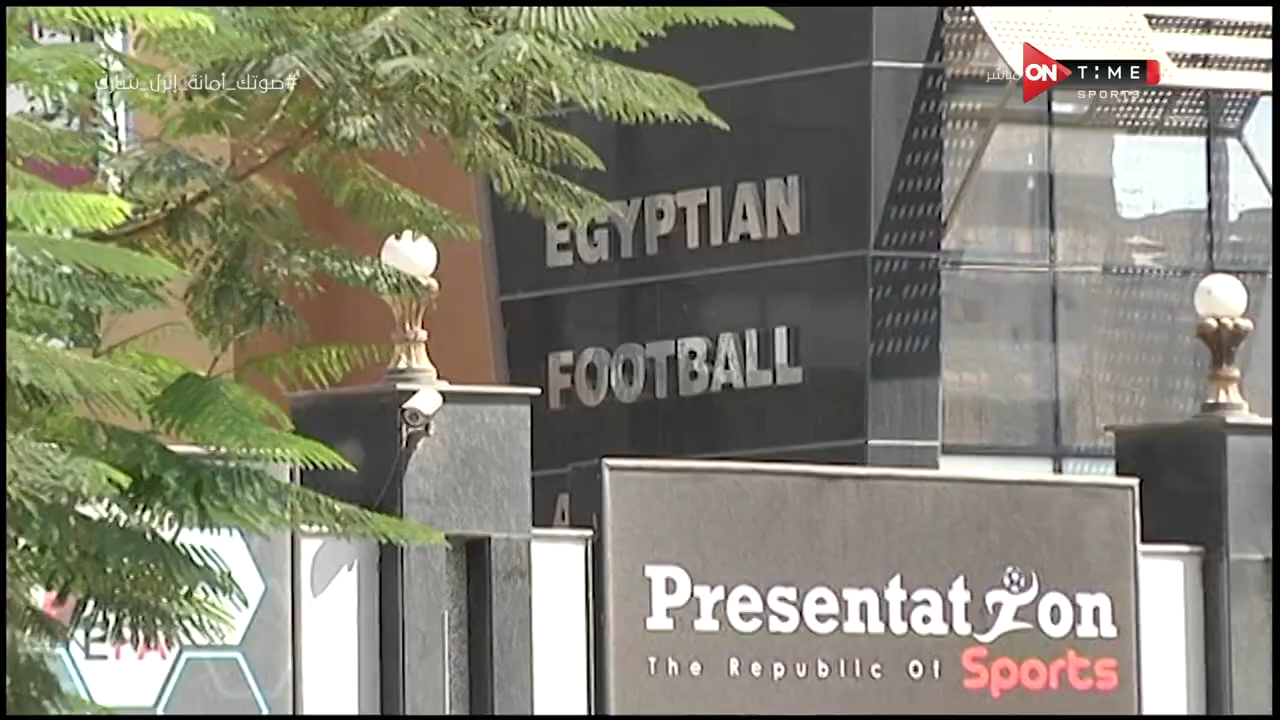 #صوتك_أمانة_إنزل_شارك
مباشر ON TIME
SPORTS
EGYPTIAN
FOOTBALL
A
Presentation
The Republic Of Sports